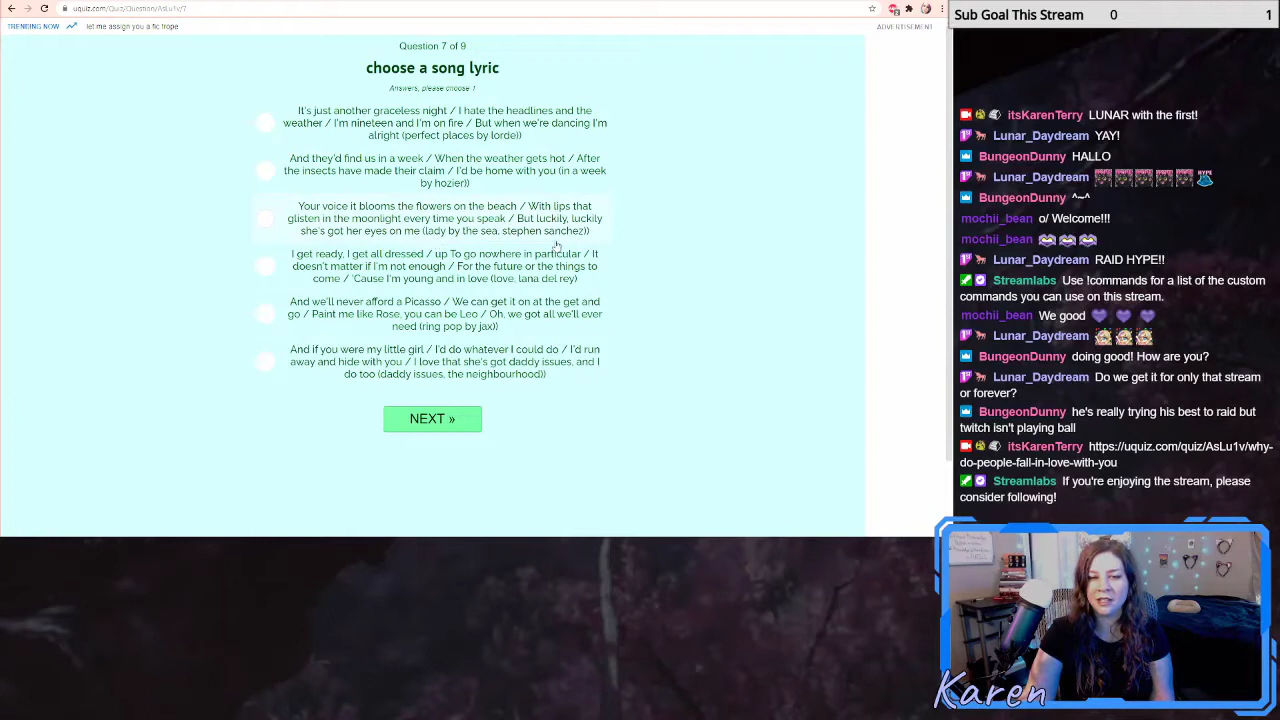 uquiz.com/Quiz/Question/AsLu1v/7
TRENDING NOW
let me assign you a fic trope
ADVERTISEMENT
Question 7 of 9
choose a song lyric
Answers, please choose 1
It's just another graceless night / I hate the headlines and the
weather / I'm nineteen and I'm on fire / But when we're dancing I'm
alright (perfect places by lorde))
And they'd find us in a week / When the weather gets hot / After
the insects have made their claim / I'd be home with you (in a week
by hozier))
Your voice it blooms the flowers on the beach / With lips that
glisten in the moonlight every time you speak / But luckily, luckily
she's got her eyes on me (lady by the sea, stephen sanchez))
I get ready, I get all dressed / up To go nowhere in particular / It
doesn't matter if I'm not enough / For the future or the things to
come / 'Cause I'm young and in love (love, lana del rey)
And we'll never afford a Picasso / We can get it on at the get and
go / Paint me like Rose, you can be Leo / Oh, we got all we'll ever
need (ring pop by jax))
And if you were my little girl / I'd do whatever I could do / I'd run
away and hide with you / I love that she's got daddy issues, and I
do too (daddy issues, the neighbourhood))
NEXT »
Sub Goal This Stream 0 1
itsKarenTerry LUNAR with the first!
Lunar_Daydream YAY!
BungeonDunny HALLO
Lunar_Daydream
BungeonDunny ^~^
mochii_bean o/ Welcome!!!
mochii_bean
Lunar_Daydream RAID HYPE!!
Streamlabs Use !commands for a list of the custom
commands you can use on this stream.
mochii_bean We good
Lunar_Daydream
BungeonDunny doing good! How are you?
Lunar_Daydream Do we get it for only that stream
or forever?
BungeonDunny he's really trying his best to raid but
twitch isn't playing ball
itsKarenTerry https://uquiz.com/quiz/AsLu1v/why-
do-people-fall-in-love-with-you
Streamlabs If you're enjoying the stream, please
consider following!
Karen